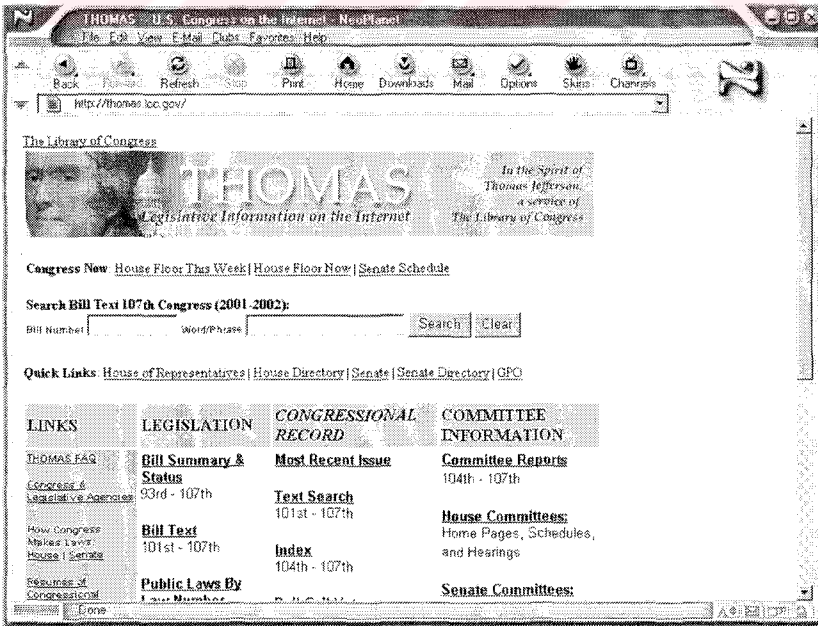 THOMAS -- U.S. Congress on the Internet - NeoPlanet
File Edit View E-Mail Clubs Favorites Help
Back Forward Refresh Stop Print Home Downloads Mail Options Skins Channels
http://thomas.loc.gov/
The Library of Congress
THOMAS
Legislative Information on the Internet
In the Spirit of
Thomas Jefferson,
a service of
The Library of Congress
Congress Now: House Floor This Week | House Floor Now | Senate Schedule
Search Bill Text 107th Congress (2001-2002):
Bill Number Word/Phrase Search Clear
Quick Links: House of Representatives | House Directory | Senate | Senate Directory | GPO
LINKS
THOMAS FAQ
Congress &
Legislative Agencies
How Congress
Makes Laws:
House | Senate
Resumes of
Congressional
LEGISLATION
Bill Summary &
Status
93rd - 107th
Bill Text
101st - 107th
Public Laws By
Law Number
CONGRESSIONAL
RECORD
Most Recent Issue
Text Search
101st - 107th
Index
104th - 107th
COMMITTEE
INFORMATION
Committee Reports
104th - 107th
House Committees:
Home Pages, Schedules,
and Hearings
Senate Committees:
Done